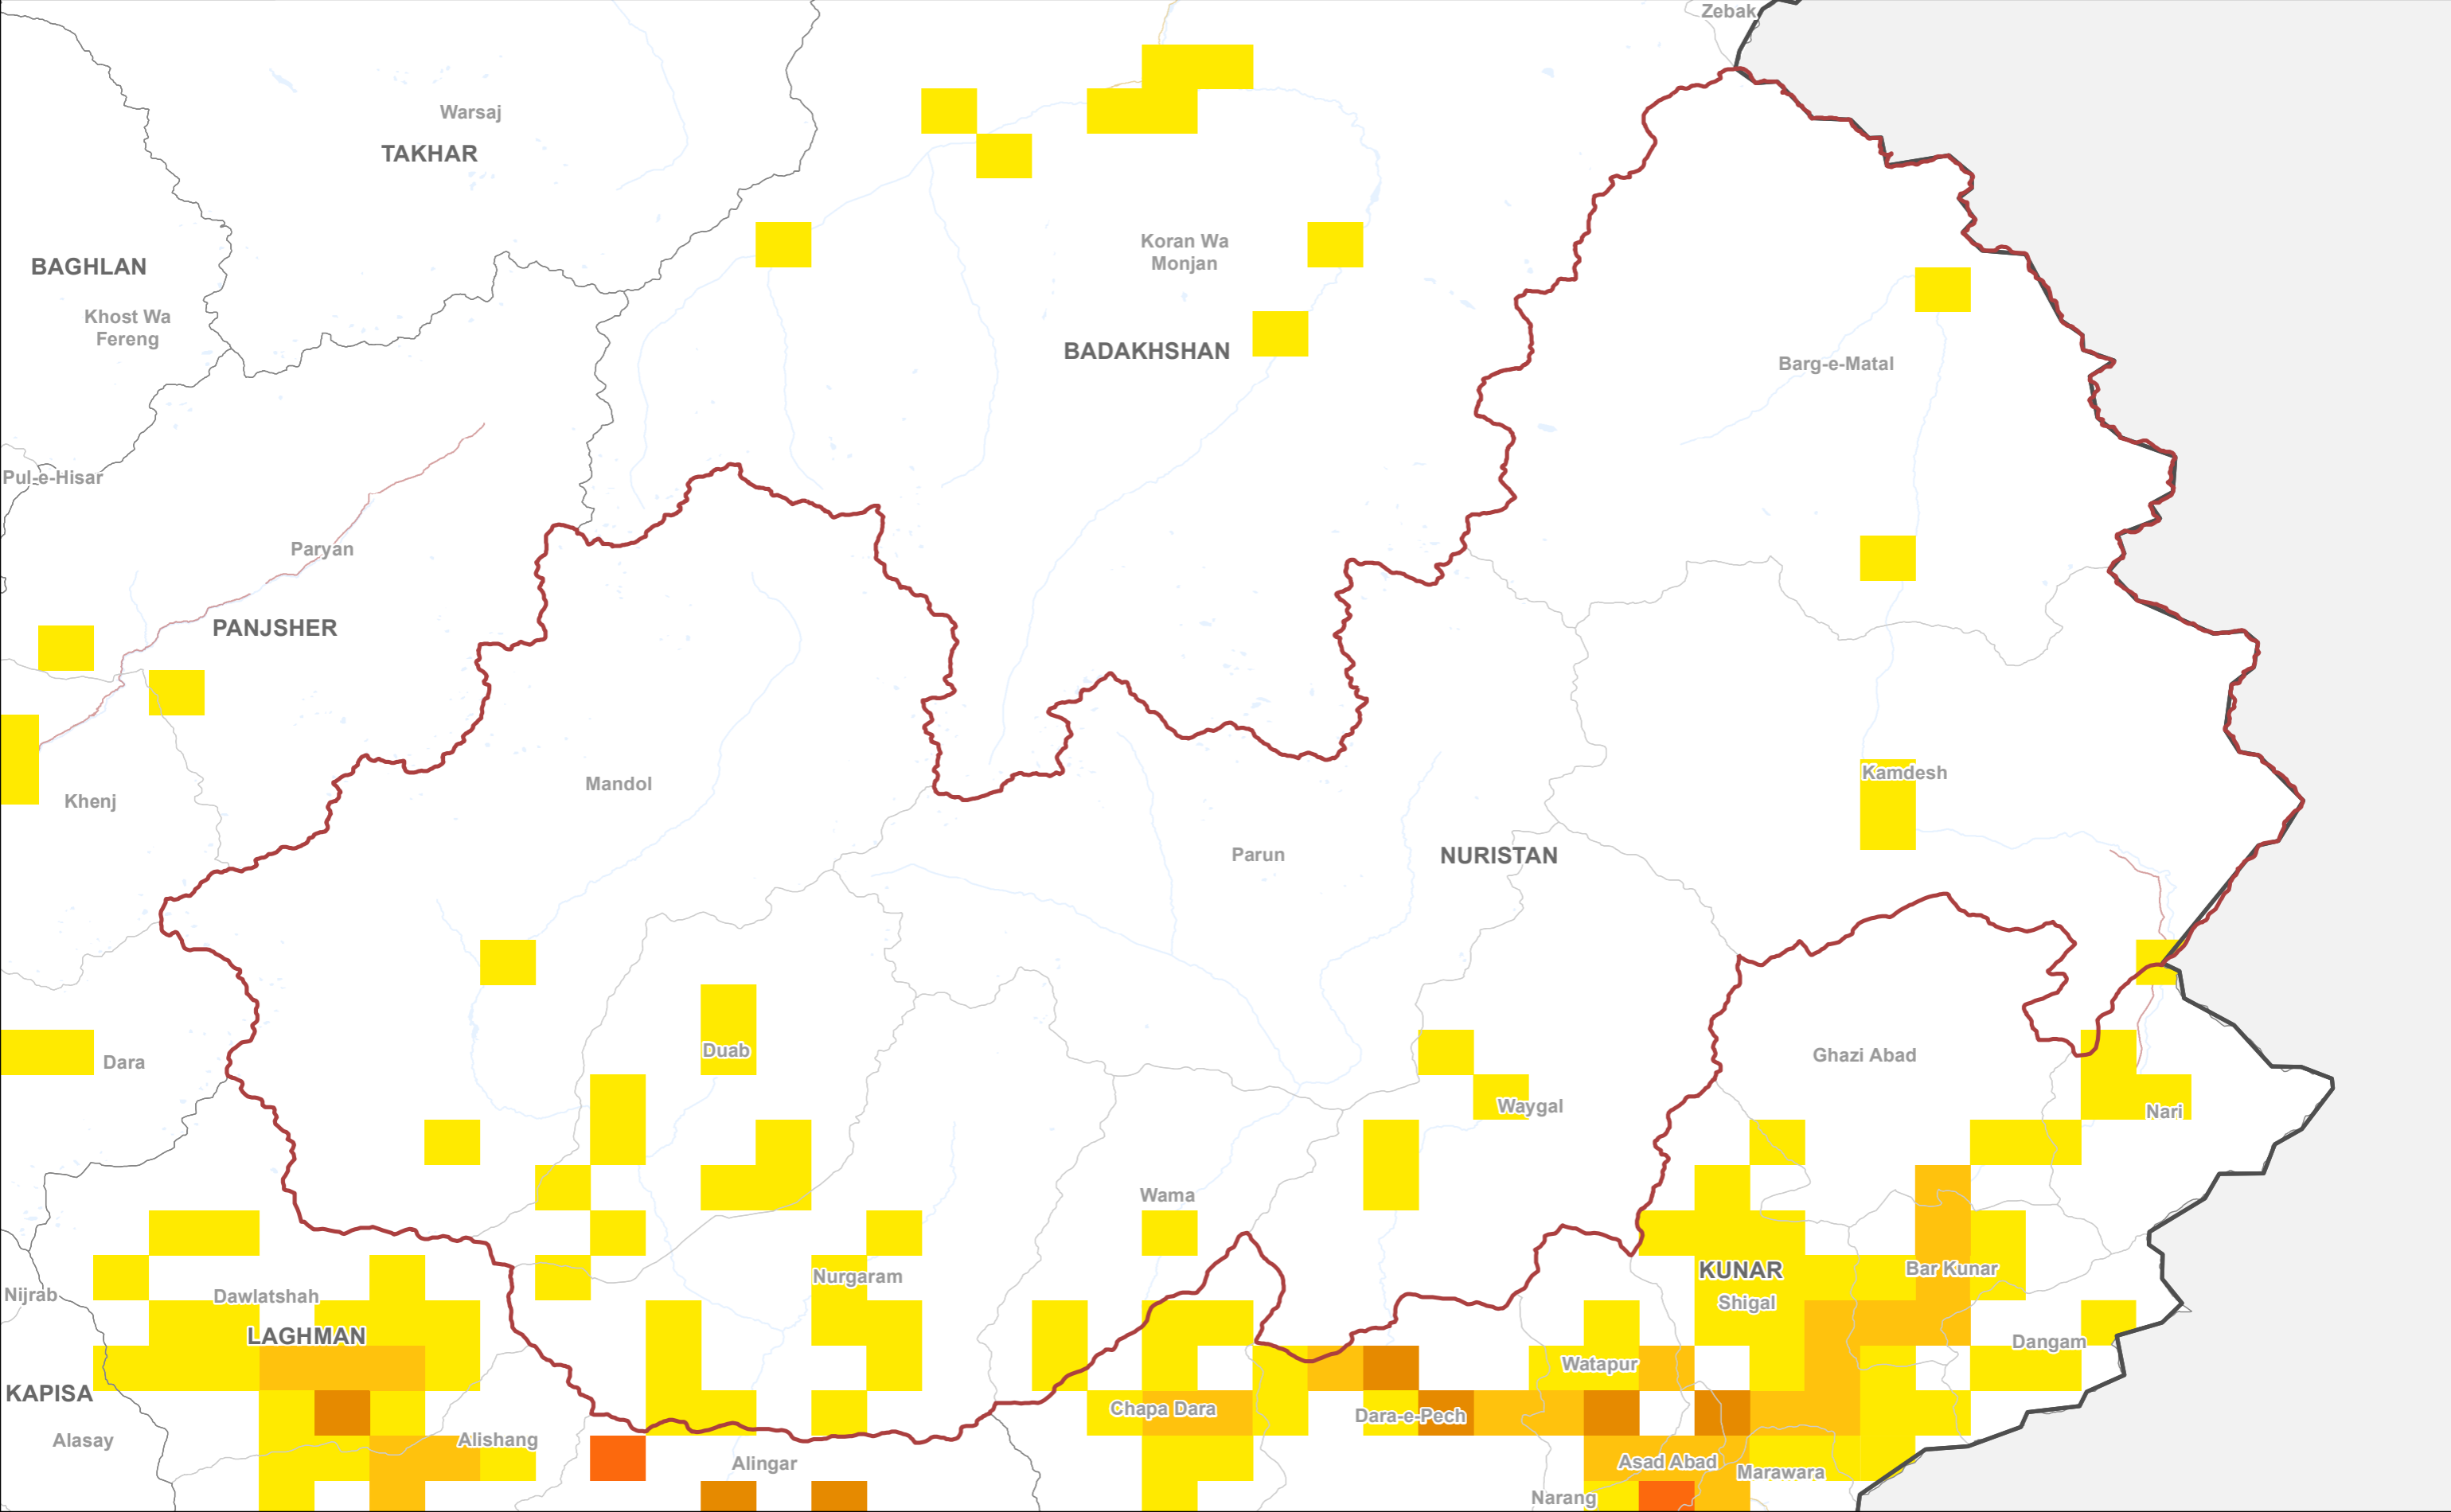 Zebak
Warsaj
TAKHAR
Koran Wa
Monjan
BAGHLAN
Khost Wa
Fereng
BADAKHSHAN
Barg-e-Matal
Pul-e-Hisar
Paryan
PANJSHER
Kamdesh
Mandol
Khenj
Parun
NURISTAN
Duab
Dara
Ghazi Abad
Waygal
Nari
Wama
Nurgaram
KUNAR
Bar Kunar
Nijrab
Dawlatshah
Shigal
LAGHMAN
Dangam
Watapur
KAPISA
Chapa Dara
Dara-e-Pech
Alasay
Alishang
Alingar
Asad Abad
Marawara
Narang